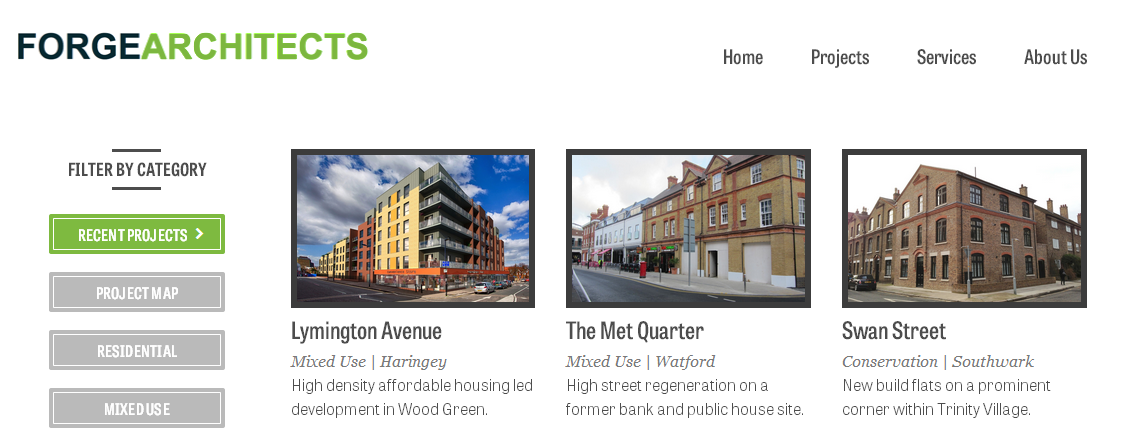 FORGEARCHITECTS
Home Projects Services About Us
FILTER BY CATEGORY
RECENT PROJECTS
PROJECT MAP
RESIDENTIAL
MIXED USE
Lymington Avenue
Mixed Use | Haringey
High density affordable housing led
development in Wood Green.
The Met Quarter
Mixed Use | Watford
High street regeneration on a
former bank and public house site.
Swan Street
Conservation | Southwark
New build flats on a prominent
corner within Trinity Village.